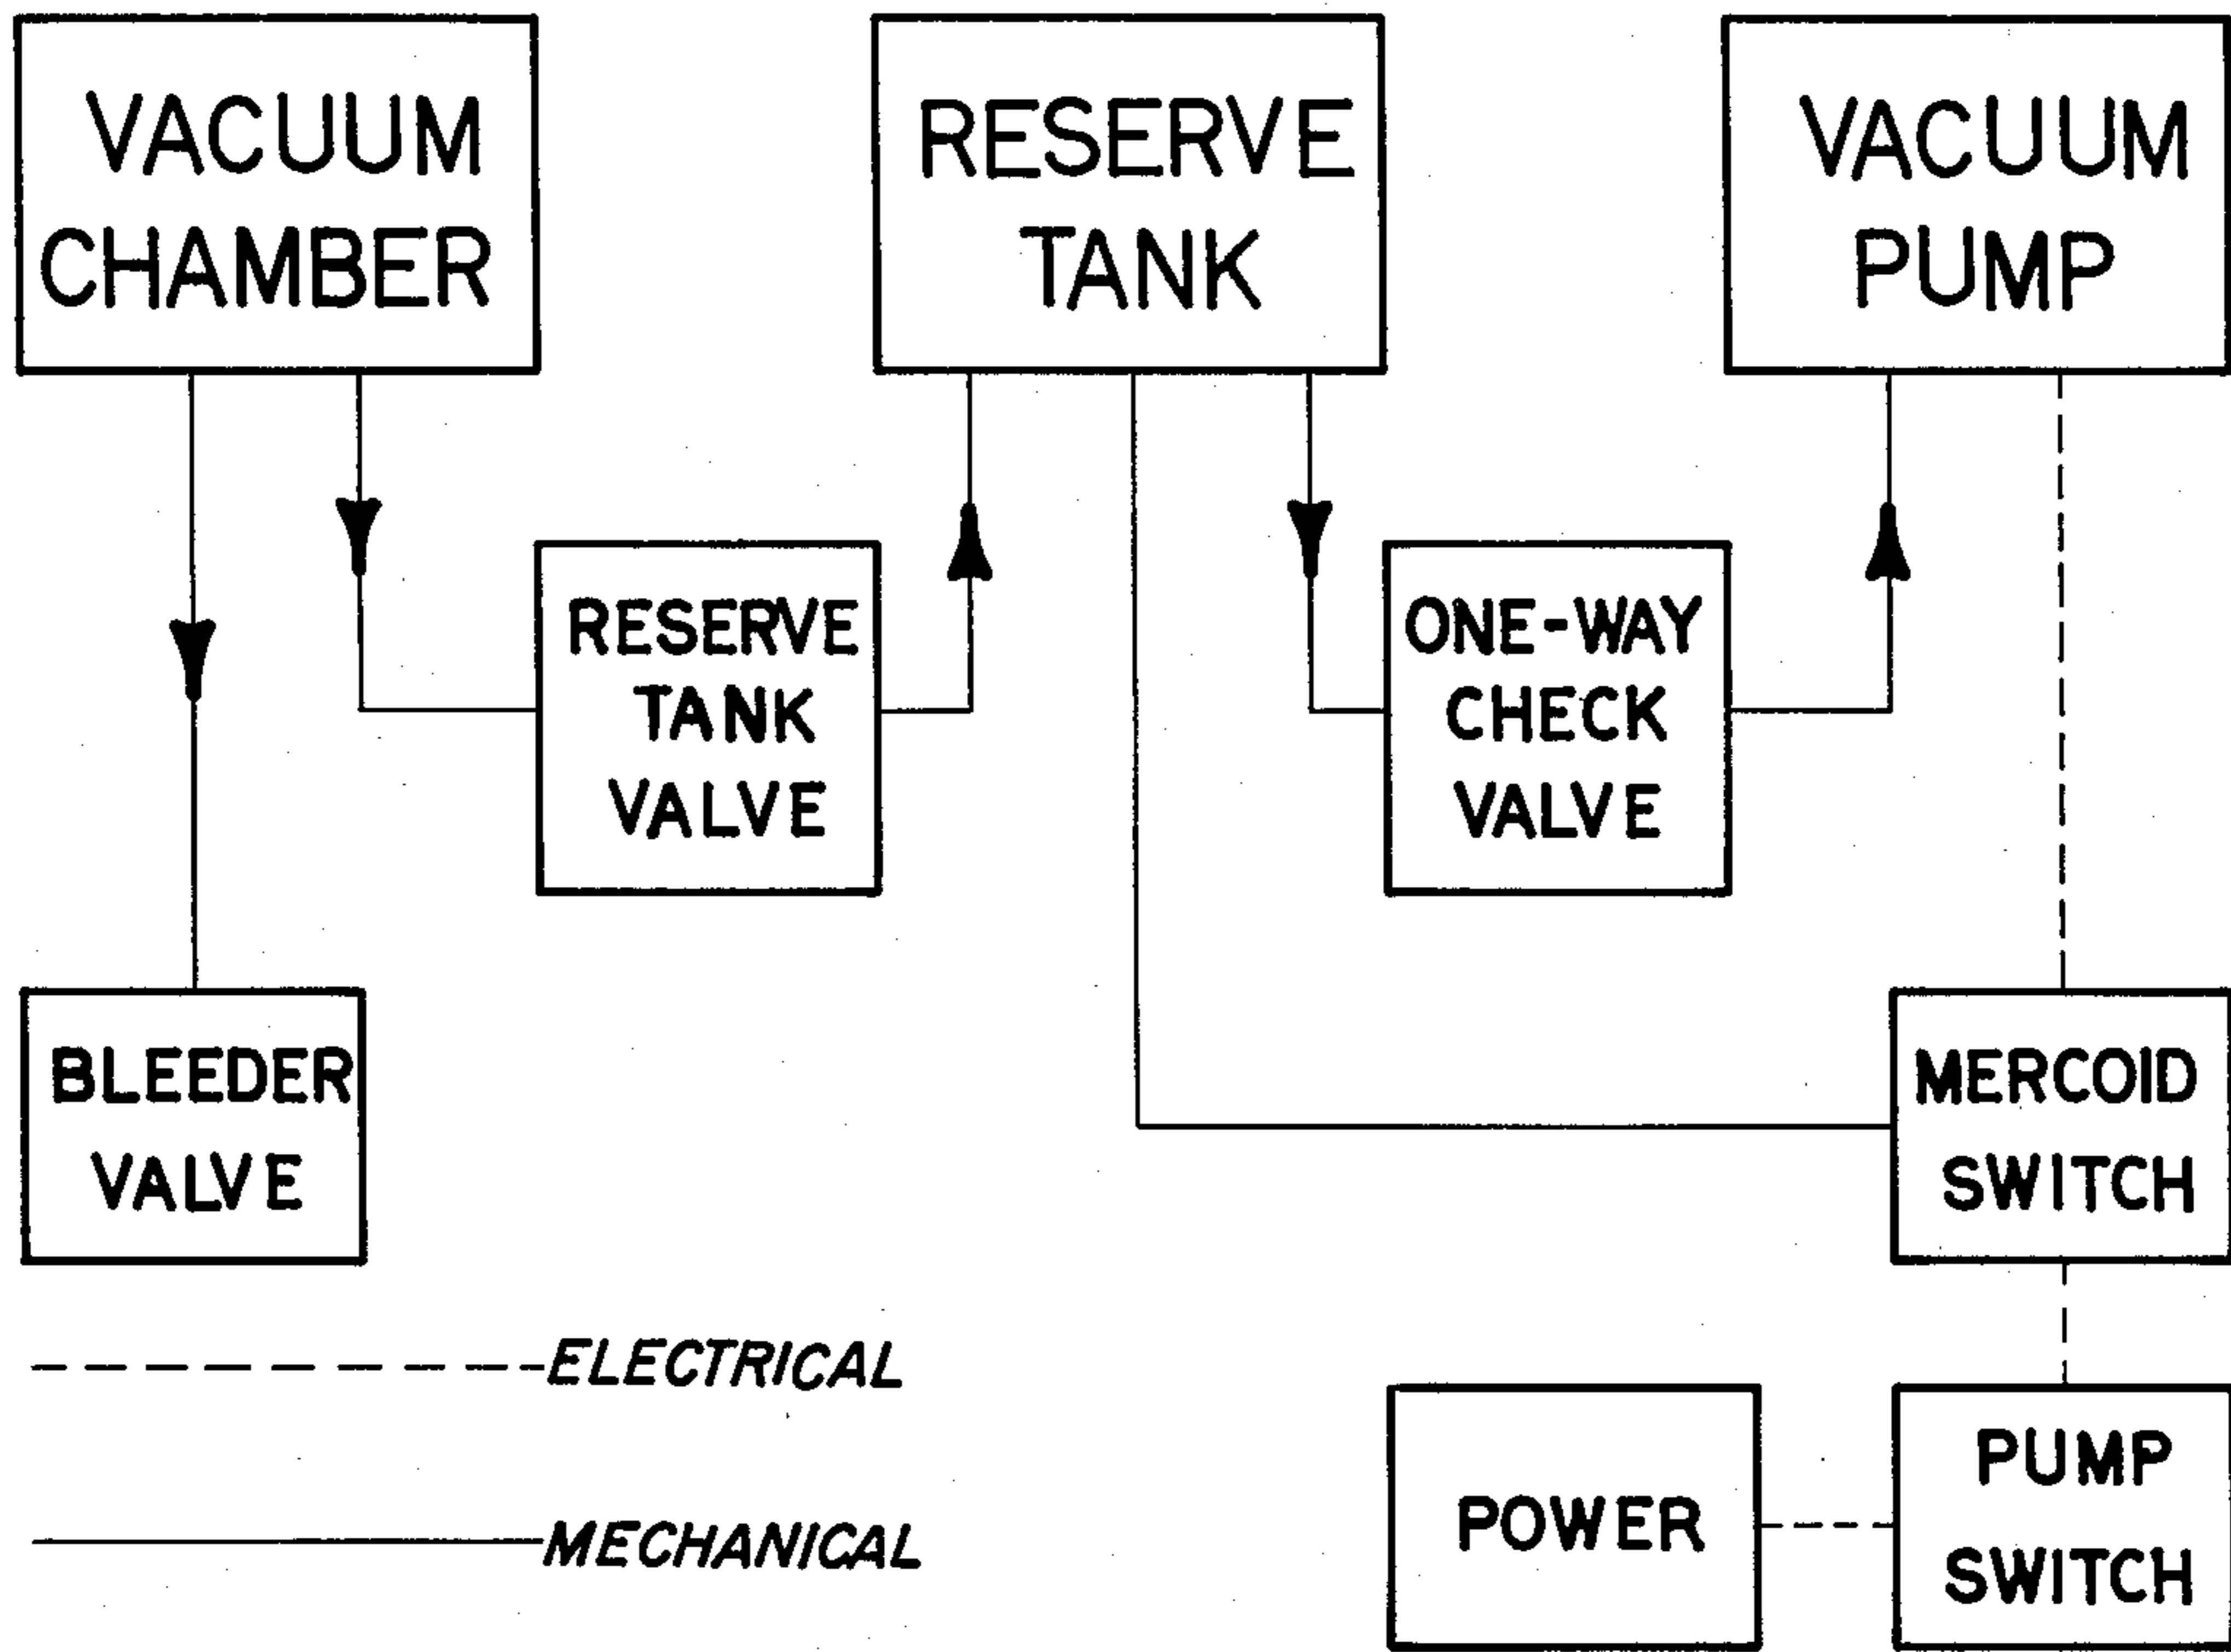 VACUUM
CHAMBER
RESERVE
TANK
VACUUM
PUMP
RESERVE
TANK
VALVE
ONE-WAY
CHECK
VALVE
BLEEDER
VALVE
MERCOID
SWITCH
ELECTRICAL
MECHANICAL
POWER
PUMP
SWITCH